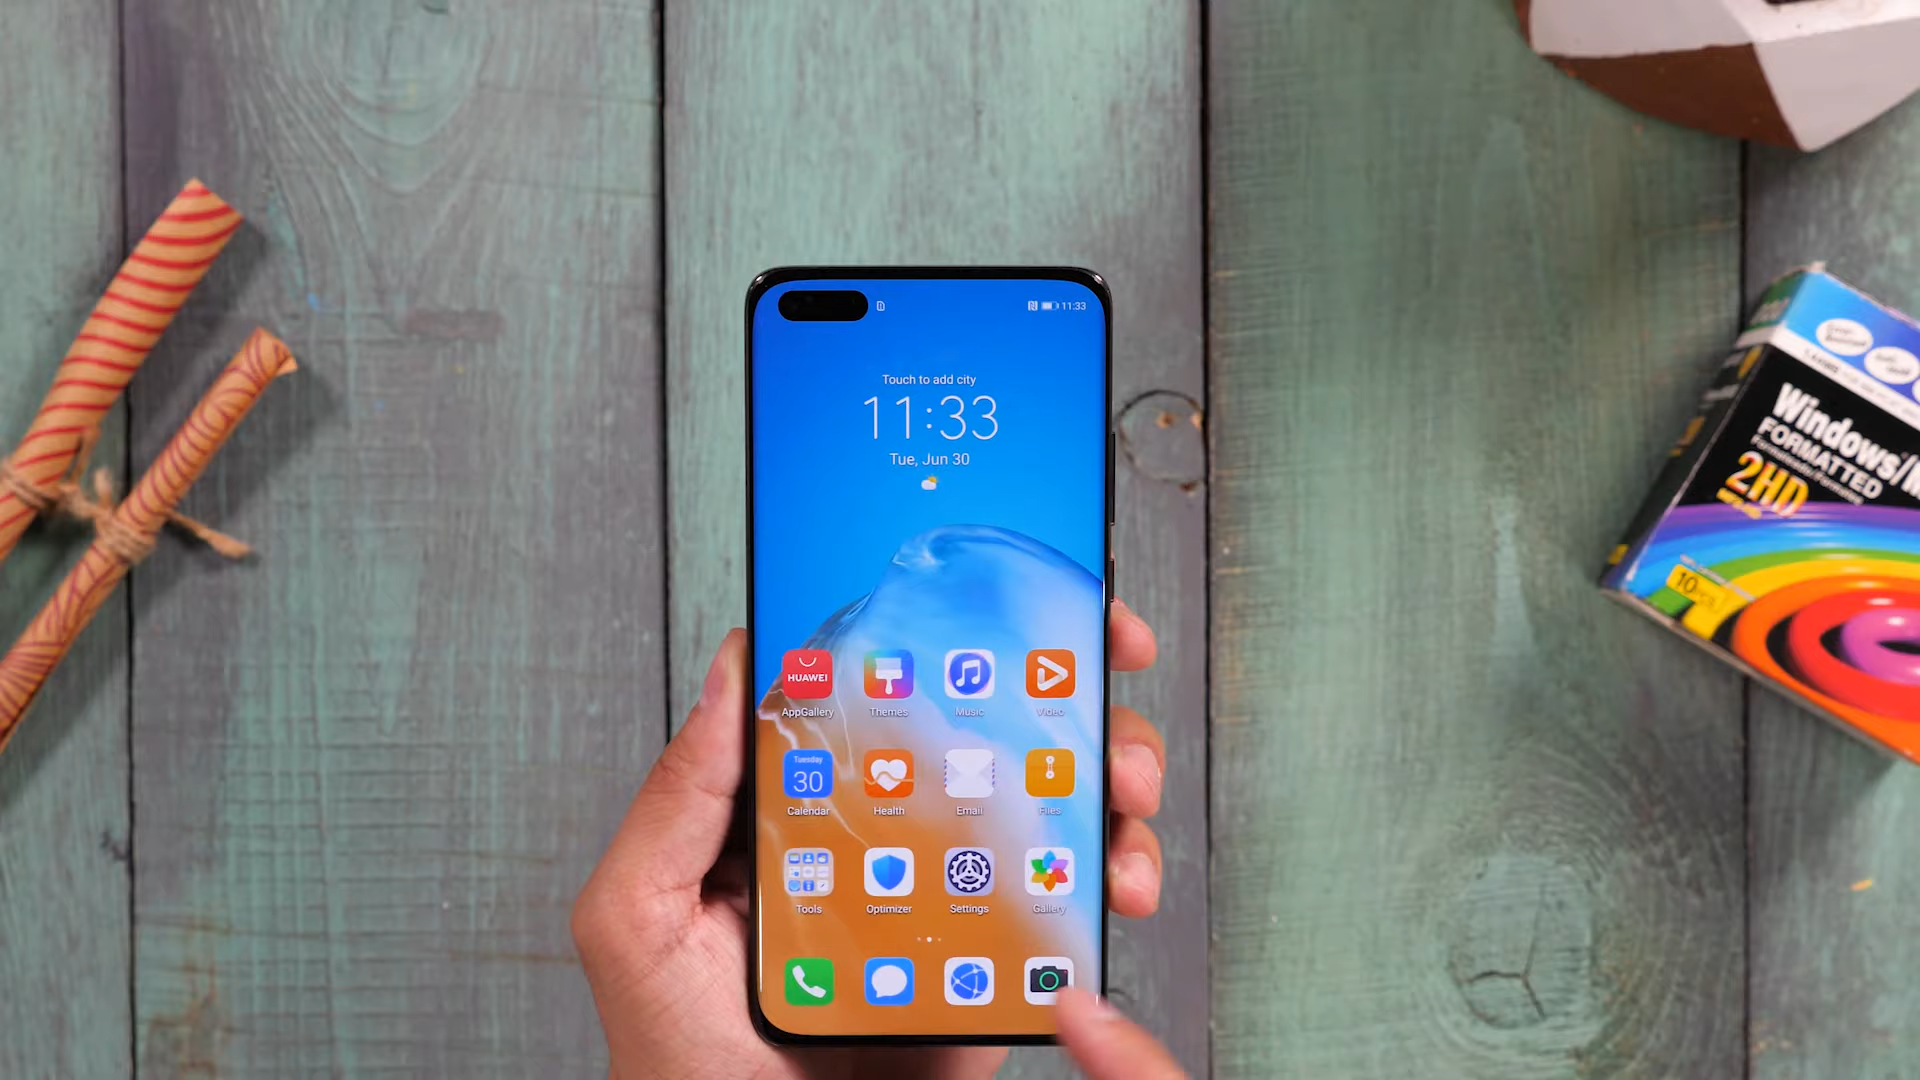 11:33
Touch to add city
11:33
Tue, Jun 30
HUAWEI
AppGallery
Themes
Music
Video
Tuesday
30
Calendar
Health
Email
Files
Tools
Optimizer
Settings
Gallery
Windows/M
FORMATTED
2HD
10